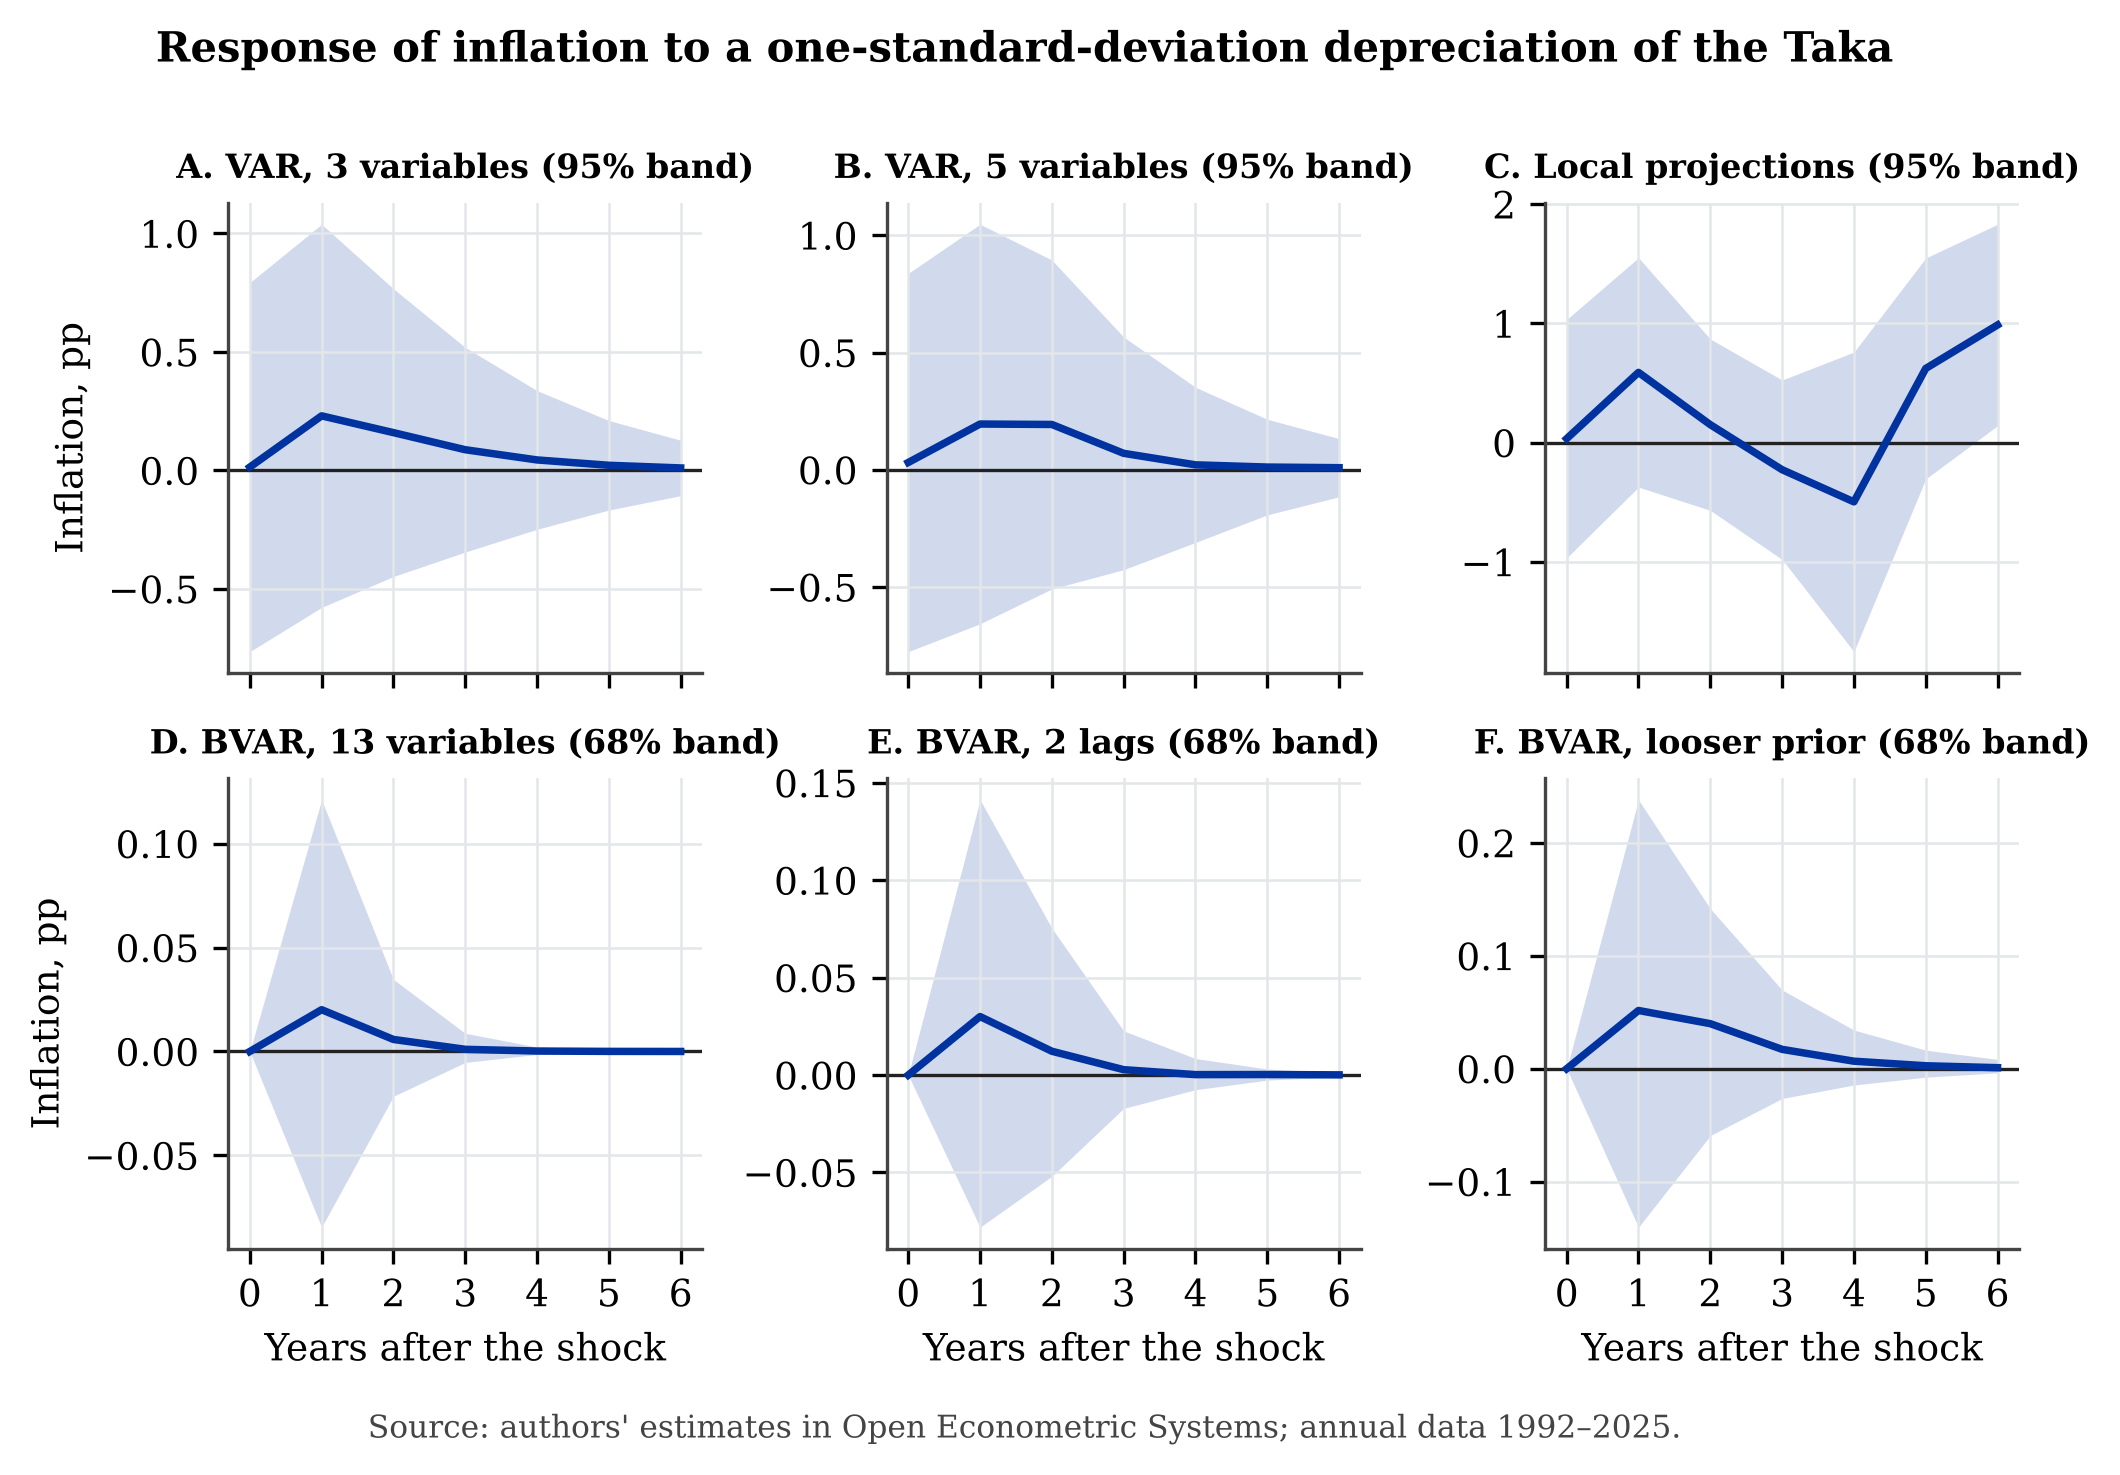 Response of inflation to a one-standard-deviation depreciation of the Taka
A. VAR, 3 variables (95% band)
B. VAR, 5 variables (95% band)
C. Local projections (95% band)
Inflation, pp
1.0
0.5
0.0
−0.5
1.0
0.5
0.0
−0.5
2
1
0
−1
D. BVAR, 13 variables (68% band)
E. BVAR, 2 lags (68% band)
F. BVAR, looser prior (68% band)
Inflation, pp
0.10
0.05
0.00
−0.05
0.15
0.10
0.05
0.00
−0.05
0.2
0.1
0.0
−0.1
0 1 2 3 4 5 6
0 1 2 3 4 5 6
0 1 2 3 4 5 6
Years after the shock
Years after the shock
Years after the shock
Source: authors' estimates in Open Econometric Systems; annual data 1992–2025.